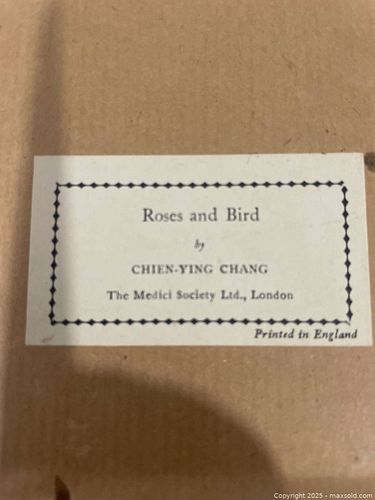 Roses and Bird
by
CHIEN-YING CHANG
The Medici Society Ltd., London
Printed in England
Copyright © 2025 - maxsold.com